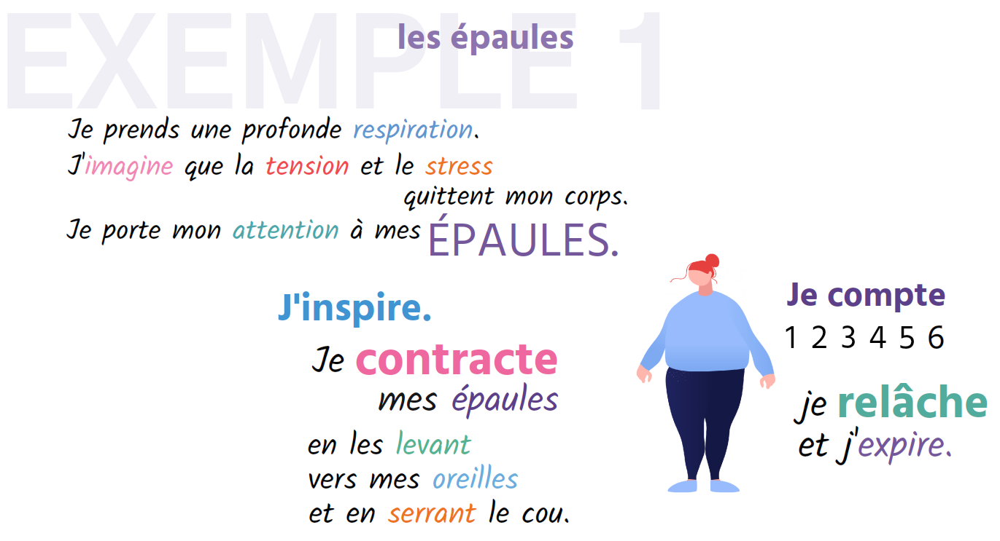 EXEMPLE 1
les épaules
Je prends une profonde respiration.
J'imagine que la tension et le stress
quittent mon corps.
Je porte mon attention à mes ÉPAULES.
J'inspire.
Je contracte
mes épaules
en les levant
vers mes oreilles
et en serrant le cou.
Je compte
1 2 3 4 5 6
je relâche
et j'expire.